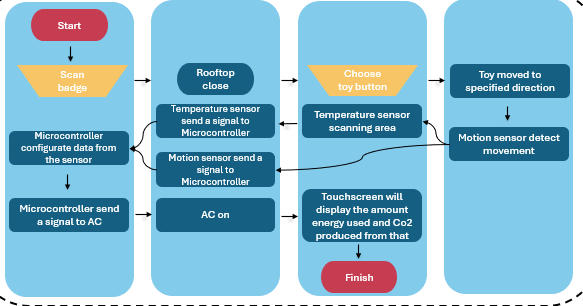 Start
Scan
badge
Rooftop
close
Choose
toy button
Toy moved to
specified direction
Motion sensor detect
movement
Temperature sensor
scanning area
Temperature sensor
send a signal to
Microcontroller
Motion sensor send a
signal to
Microcontroller
Microcontroller
configurate data from
the sensor
Microcontroller send
a signal to AC
AC on
Touchscreen will
display the amount
energy used and Co2
produced from that
Finish